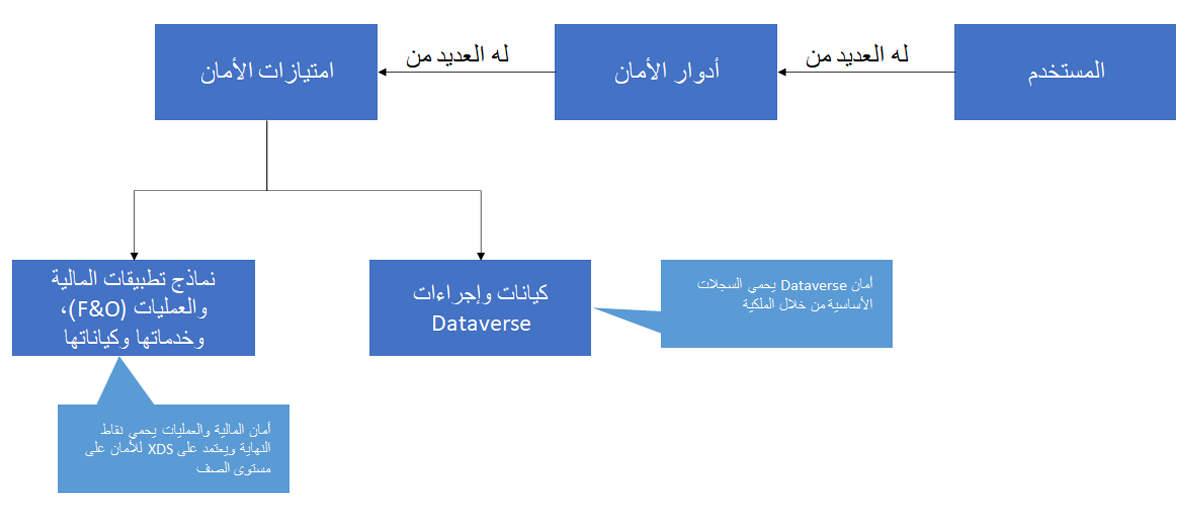 المستخدم
له العديد من
أدوار الأمان
له العديد من
امتيازات الأمان
أمان Dataverse يحمي السجلات
الأساسية من خلال الملكية
كيانات وإجراءات
Dataverse
نماذج تطبيقات المالية
والعمليات (F&O)،
وخدماتها وكياناتها
أمان المالية والعمليات يحمي نقاط
النهاية ويعتمد على XDS للأمان على
مستوى الصف